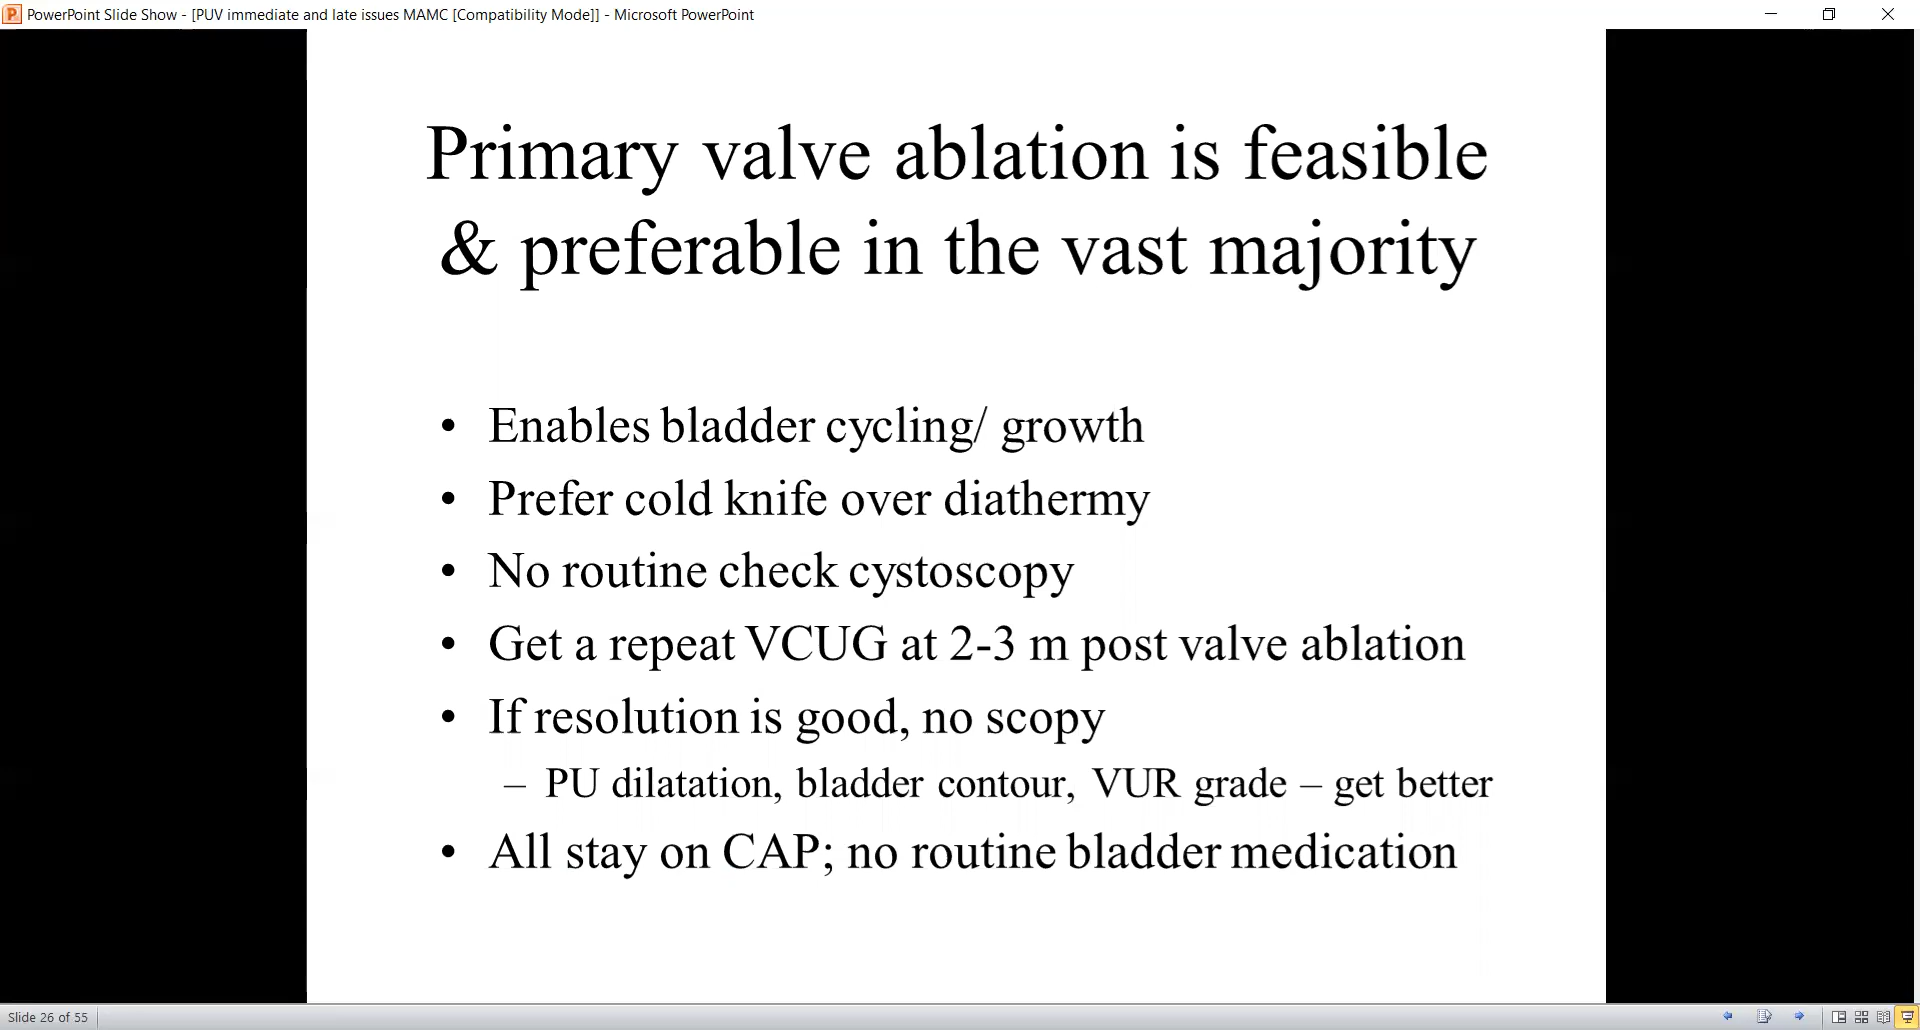 PowerPoint Slide Show - [PUV immediate and late issues MAMC [Compatibility Mode]] - Microsoft PowerPoint
Primary valve ablation is feasible
& preferable in the vast majority
• Enables bladder cycling/ growth
• Prefer cold knife over diathermy
• No routine check cystoscopy
• Get a repeat VCUG at 2-3 m post valve ablation
• If resolution is good, no scopy
– PU dilatation, bladder contour, VUR grade – get better
• All stay on CAP; no routine bladder medication
Slide 26 of 55